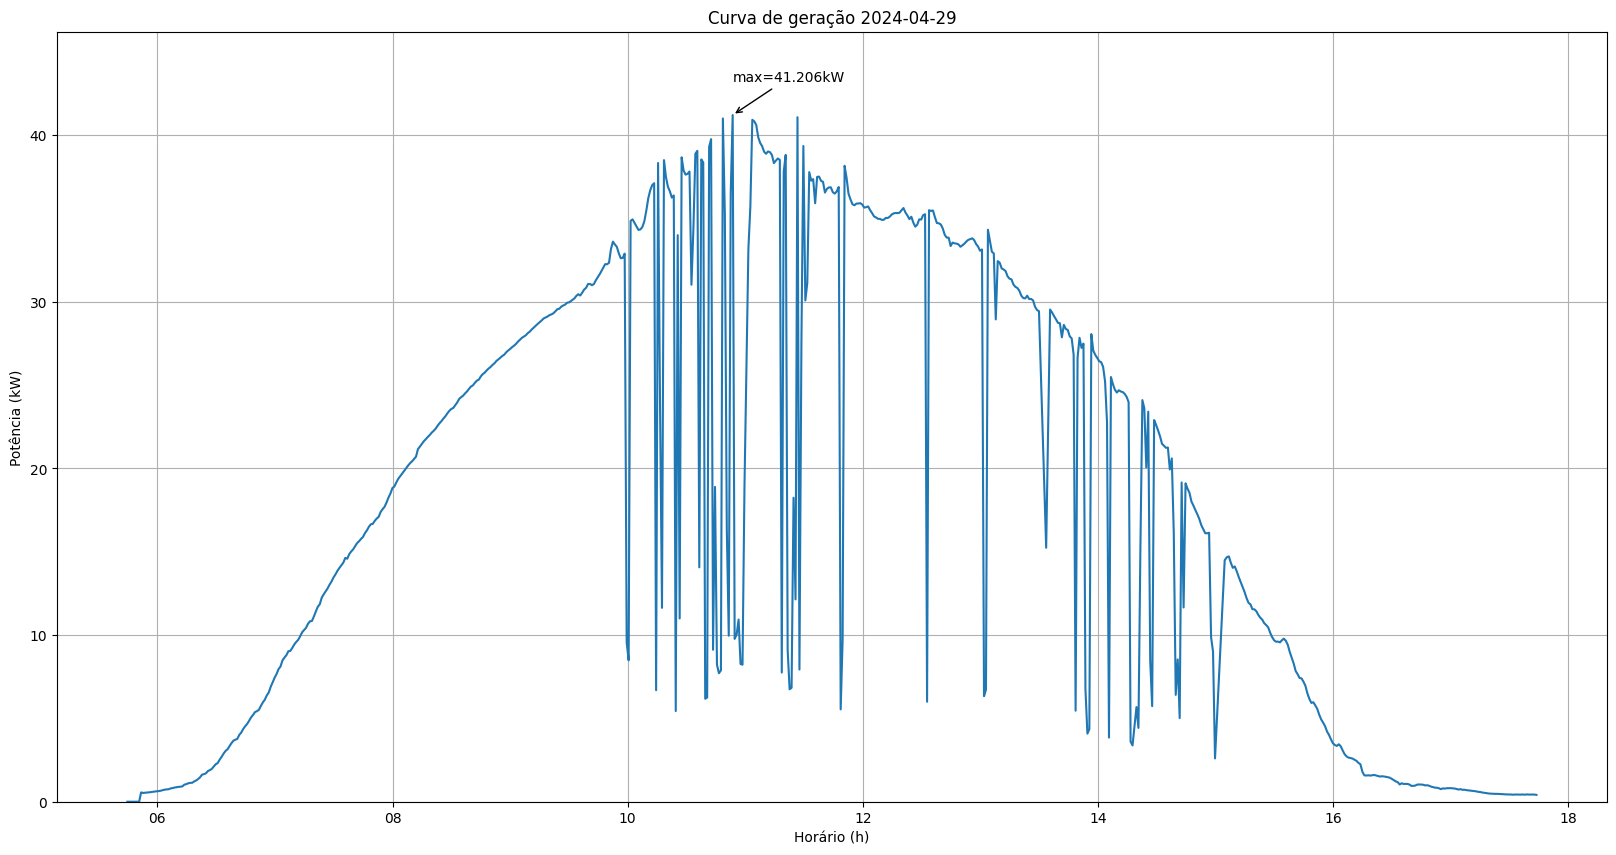 Curva de geração 2024-04-29
max=41.206kW
Potência (kW)
40
30
20
10
0
06 08 10 12 14 16 18
Horário (h)